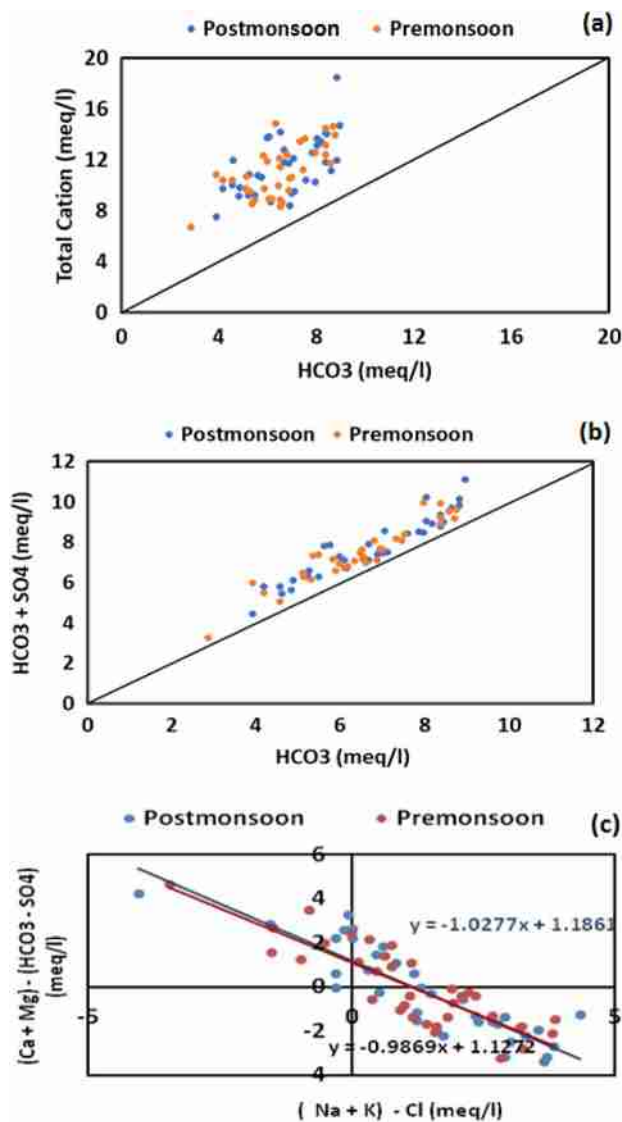 (a)
Postmonsoon Premonsoon
20
16
12
8
4
0
Total Cation (meq/l)
0 4 8 12 16 20
HCO3 (meq/l)
(b)
Postmonsoon Premonsoon
12
10
8
6
4
2
0
HCO3 + SO4 (meq/l)
0 2 4 6 8 10 12
HCO3 (meq/l)
(c)
Postmonsoon Premonsoon
6
4
2
0
-2
4
(Ca + Mg) - (HCO3 - SO4)
(meq/l)
y = -1.0277x + 1.1861
-5 0 5
y = -0.9869x + 1.1272
( Na + K) - Cl (meq/l)